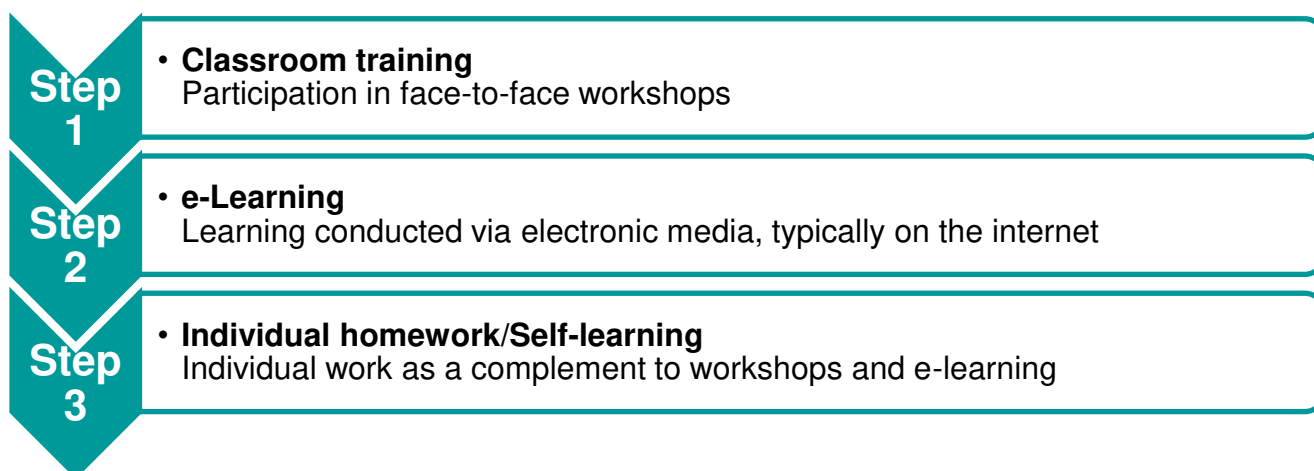 Step
1
• Classroom training
Participation in face-to-face workshops
Step
2
• e-Learning
Learning conducted via electronic media, typically on the internet
Step
3
• Individual homework/Self-learning
Individual work as a complement to workshops and e-learning